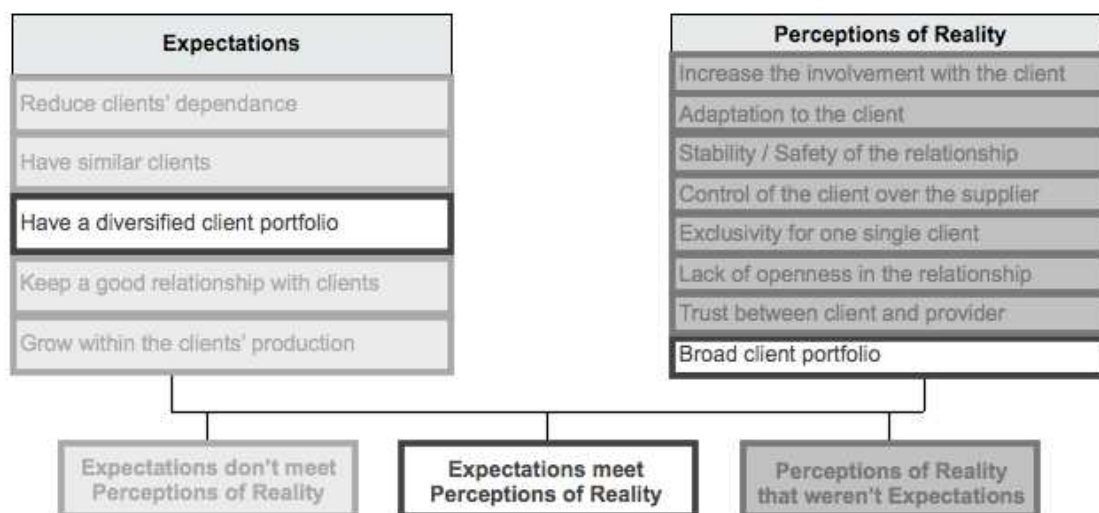 Expectations
Reduce clients' dependance
Have similar clients
Have a diversified client portfolio
Keep a good relationship with clients
Grow within the clients' production
Perceptions of Reality
Increase the involvement with the client
Adaptation to the client
Stability / Safety of the relationship
Control of the client over the supplier
Exclusivity for one single client
Lack of openness in the relationship
Trust between client and provider
Broad client portfolio
Expectations don't meet
Perceptions of Reality
Expectations meet
Perceptions of Reality
Perceptions of Reality
that weren't Expectations